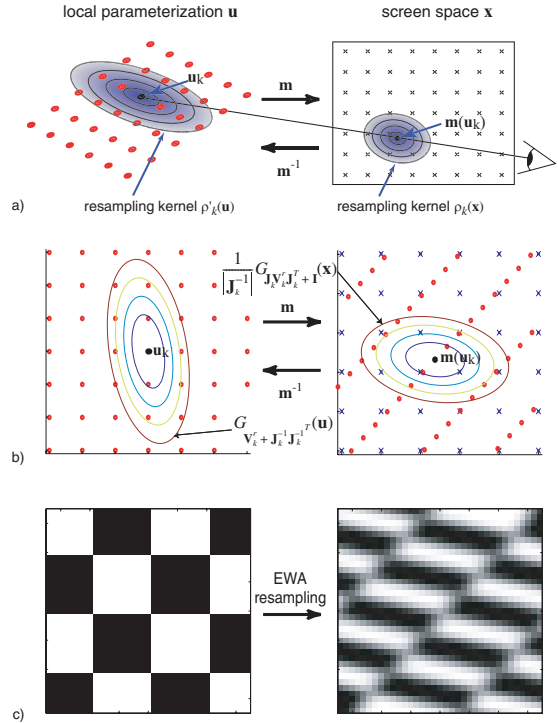 local parameterization u
screen space x
u_k
m
m(u_k)
m^-1
resampling kernel ρ'_k(u)
resampling kernel ρ_k(x)
a)
1/|J_k^-1| G_{J_k V_k^r J_k^T + I}(x)
m
u_k
m(u_k)
m^-1
G_{V_k^r + J_k^-1 J_k^-1^T}(u)
b)
EWA
resampling
c)